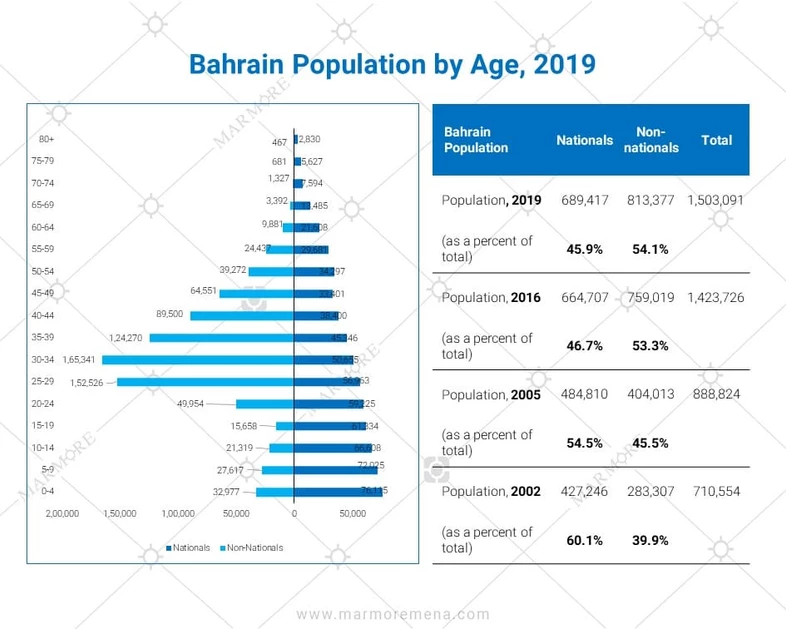 Bahrain Population by Age, 2019
80+ 467 2,830
75-79 681 5,627
70-74 1,327 7,594
65-69 3,392
60-64 9,881 21,608
55-59 24,437 29,681
50-54 39,272 34,297
45-49 64,551
40-44 89,500 38,400
35-39 1,24,270 45,346
30-34 1,65,341
25-29 1,52,526 56,963
20-24 49,954 59,225
15-19 15,658 61,334
10-14 21,319 66,608
5-9 27,617 72,025
0-4 32,977 76,115
2,00,000 1,50,000 1,00,000 50,000 0 50,000
Nationals Non-Nationals
Bahrain Population Nationals Non-nationals Total
Population, 2019 689,417 813,377 1,503,091
(as a percent of total) 45.9% 54.1%
Population, 2016 664,707 759,019 1,423,726
(as a percent of total) 46.7% 53.3%
Population, 2005 484,810 404,013 888,824
(as a percent of total) 54.5% 45.5%
Population, 2002 427,246 283,307 710,554
(as a percent of total) 60.1% 39.9%
MARMORE
MARMORE
MARMORE
MARMORE
www.marmoremena.com